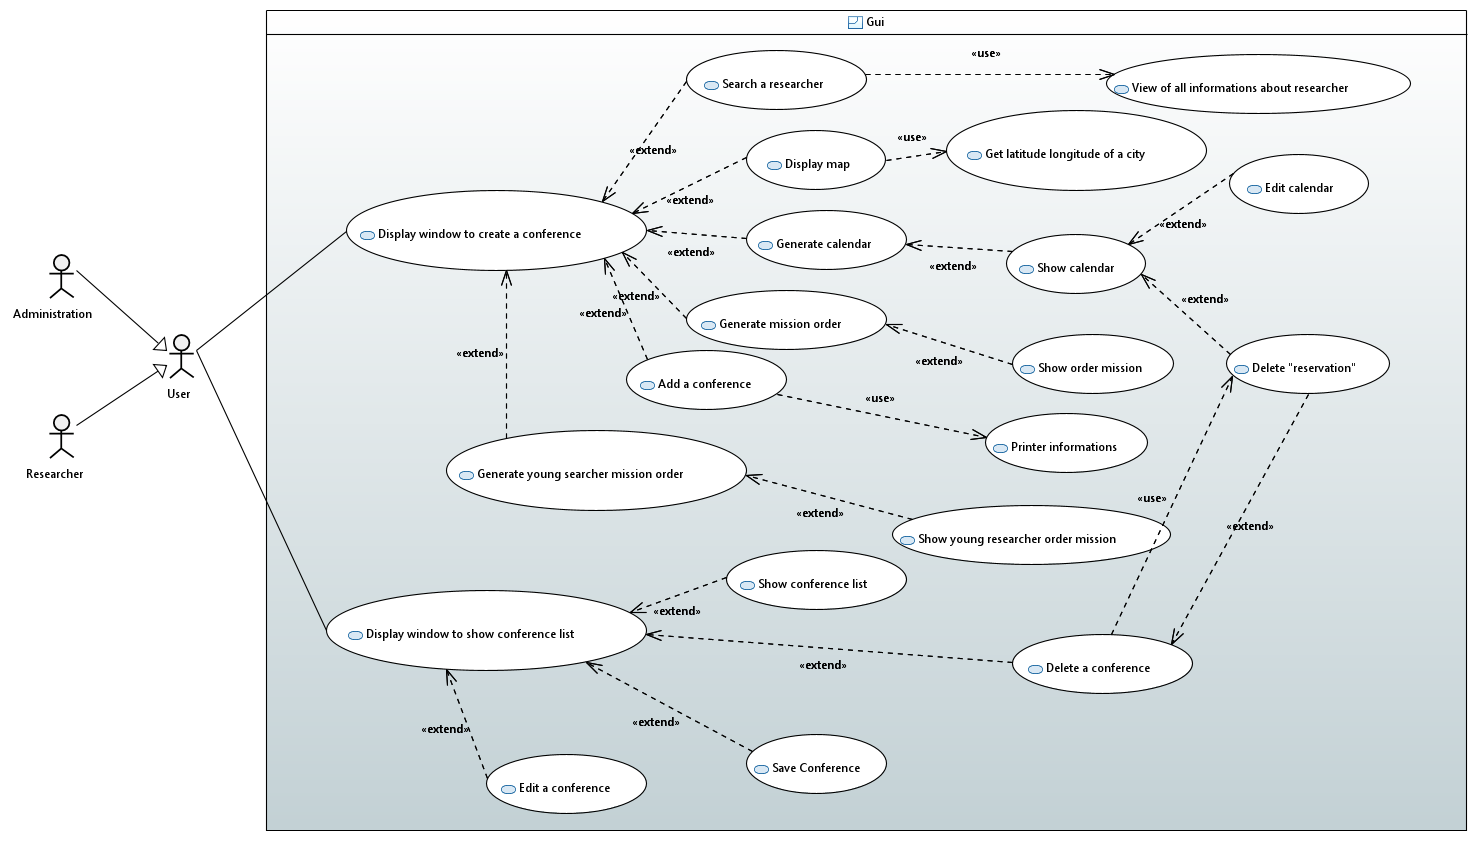 Gui
«use»
Search a researcher
View of all informations about researcher
«extend»
«use»
Display map
Get latitude longitude of a city
Edit calendar
«extend»
«extend»
Display window to create a conference
Generate calendar
«extend»
«extend»
Show calendar
Administration
«extend»
«extend»
«extend»
Generate mission order
User
«extend»
«extend»
Show order mission
Delete "reservation"
Add a conference
«use»
Printer informations
Researcher
Generate young searcher mission order
«use»
«extend»
Show young researcher order mission
«extend»
Show conference list
«extend»
Display window to show conference list
«extend»
Delete a conference
«extend»
«extend»
Save Conference
Edit a conference